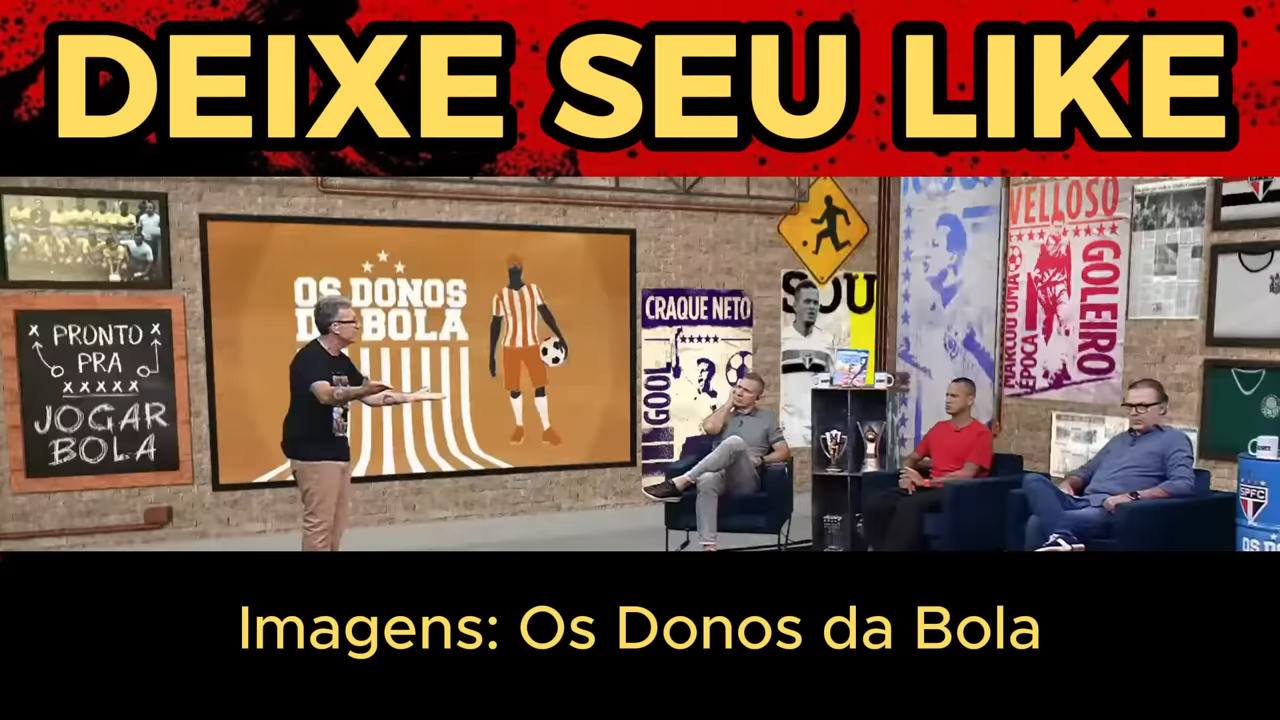 DEIXE SEU LIKE
PRONTO
PRA
JOGAR
BOLA
OS DONOS
DA BOLA
CRAQUE NETO
GOOL
SOU
VELLOSO
GOLEIRO
MARCOU UMA
ÉPOCA
SPFC
Imagens: Os Donos da Bola